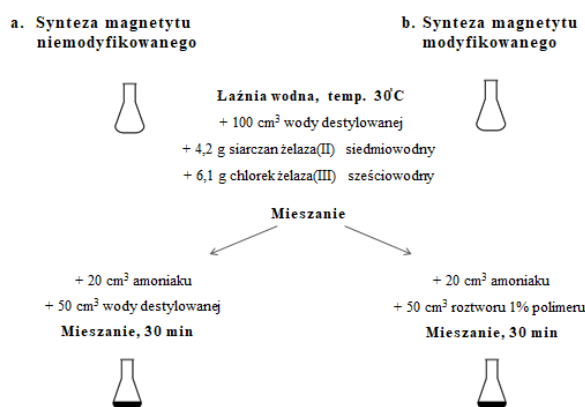 a. Synteza magnetytu
niemodyfikowanego
b. Synteza magnetytu
modyfikowanego
Łaźnia wodna, temp. 30°C
+ 100 cm³ wody destylowanej
+ 4,2 g siarczan żelaza(II) siedmiowodny
+ 6,1 g chlorek żelaza(III) sześciowodny
Mieszanie
+ 20 cm³ amoniaku
+ 50 cm³ wody destylowanej
Mieszanie, 30 min
+ 20 cm³ amoniaku
+ 50 cm³ roztworu 1% polimeru
Mieszanie, 30 min